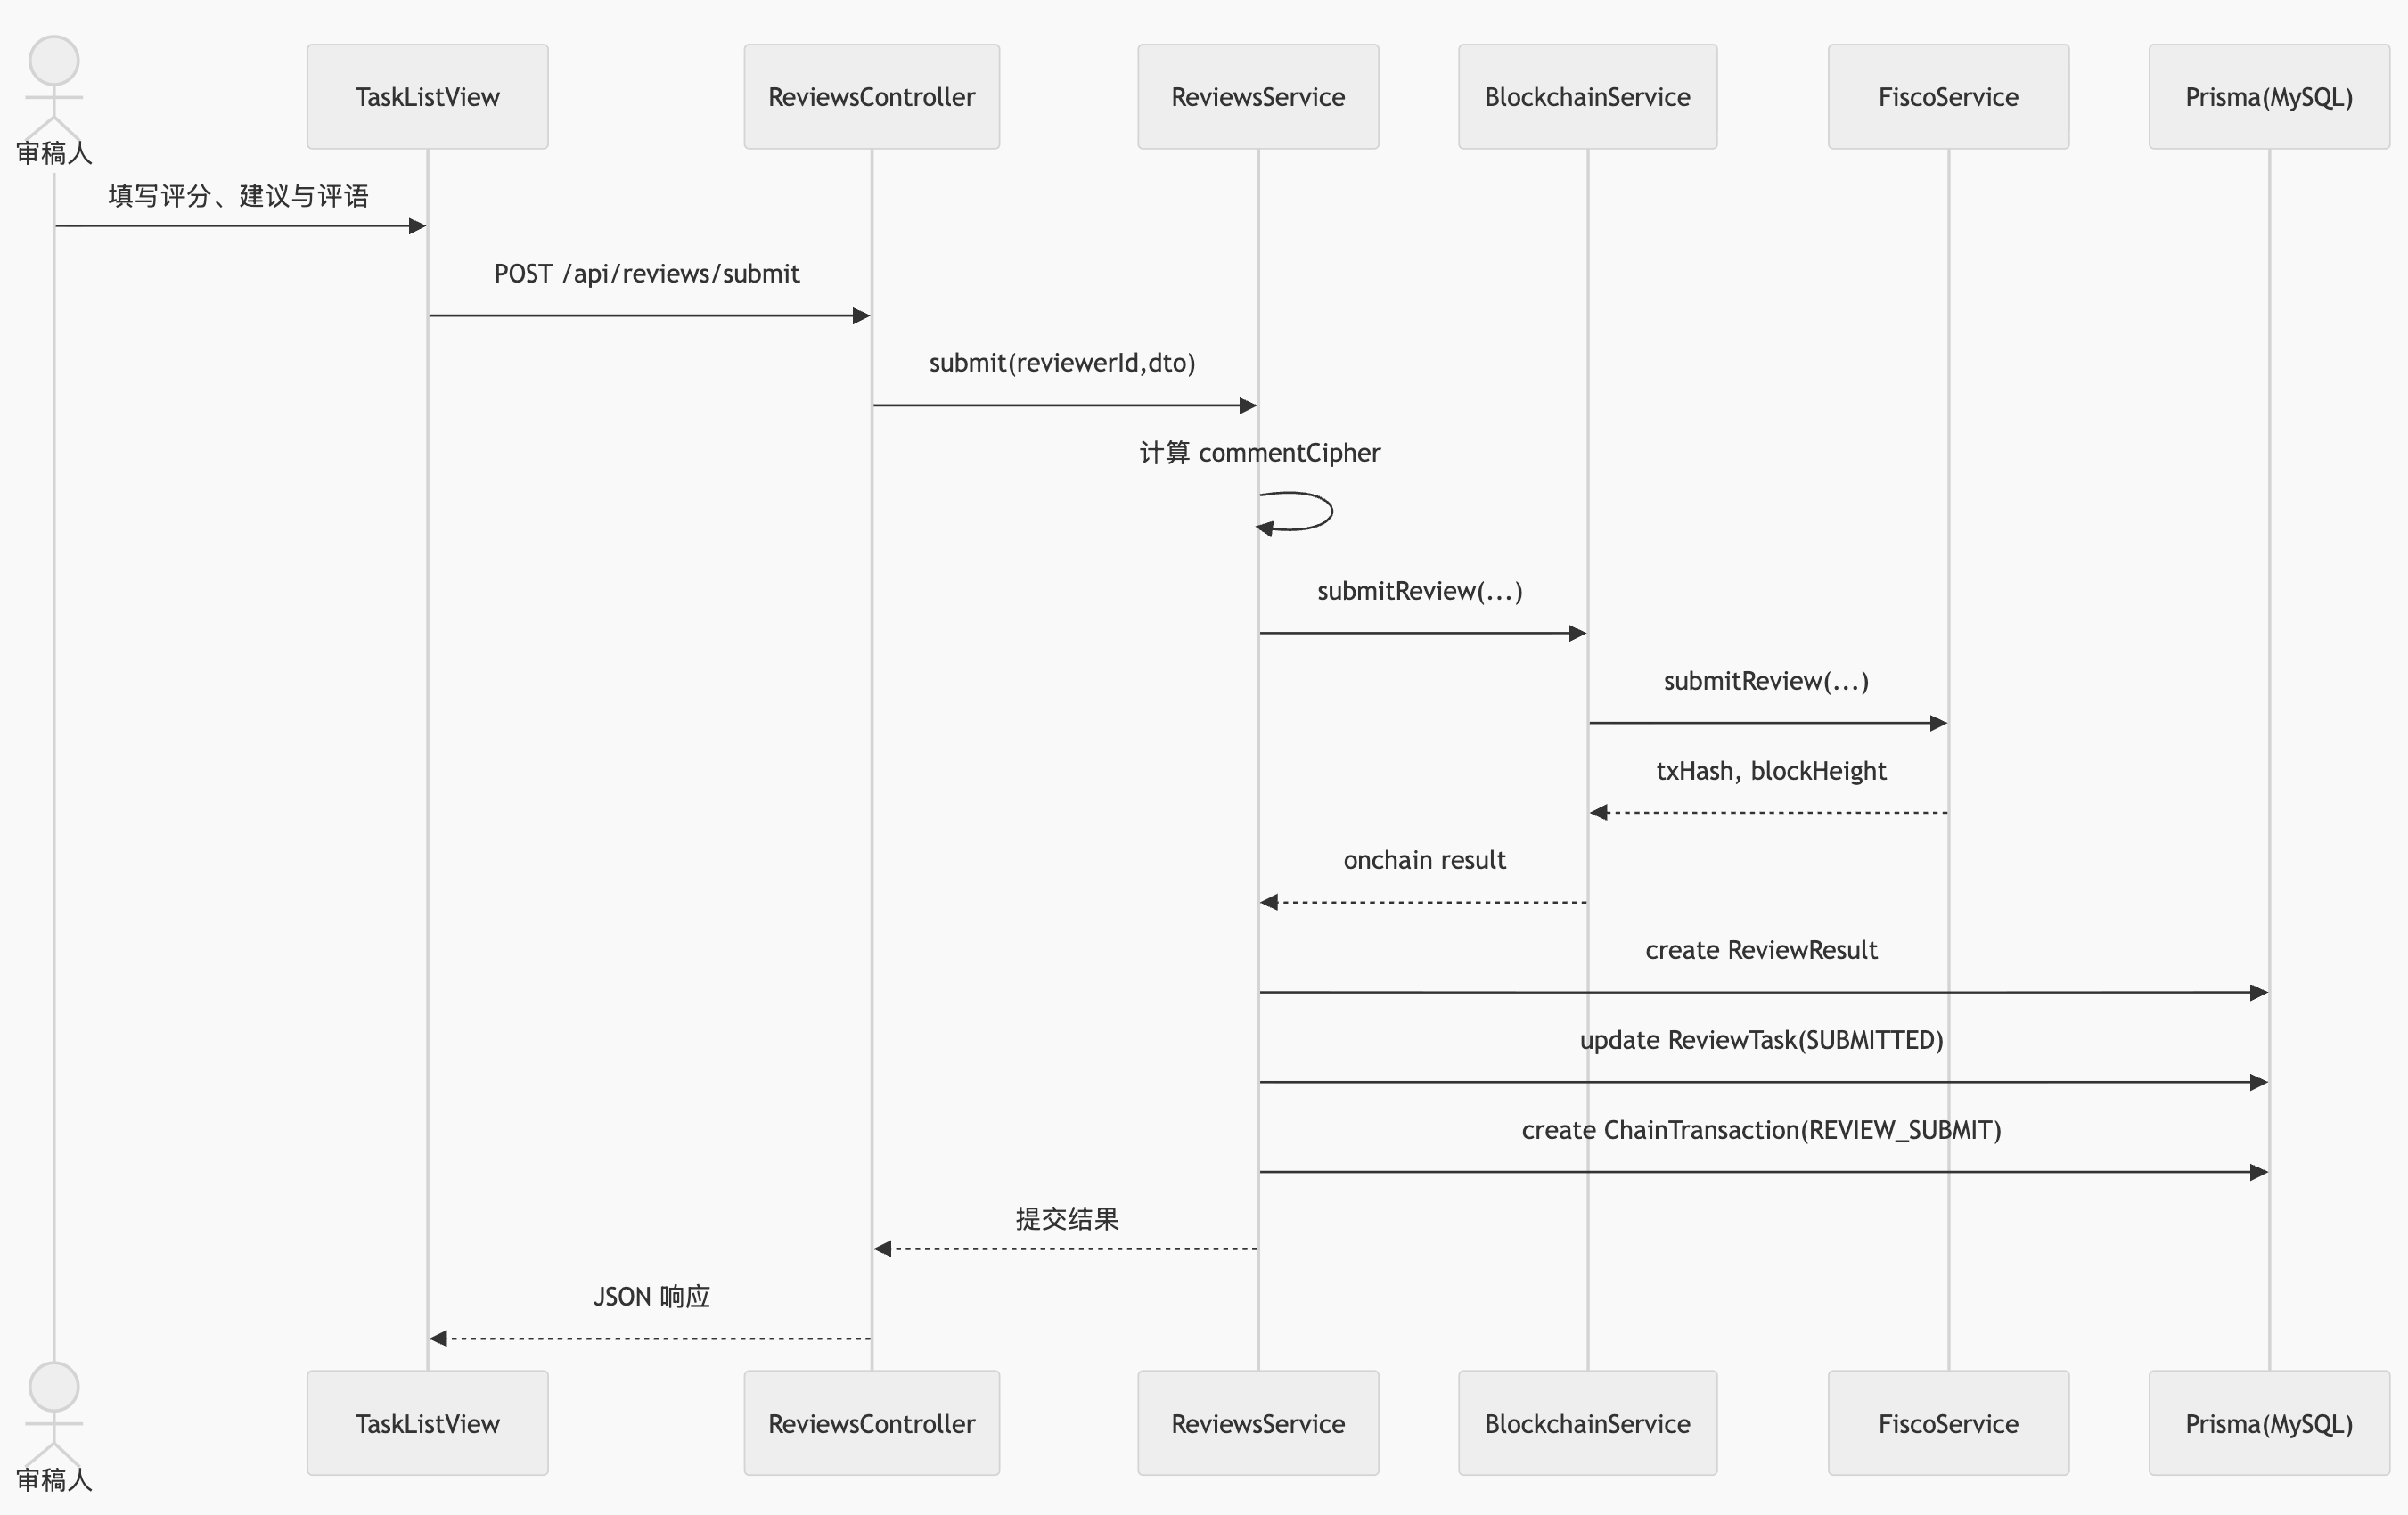 审稿人
TaskListView
ReviewsController
ReviewsService
BlockchainService
FiscoService
Prisma(MySQL)
填写评分、建议与评语
POST /api/reviews/submit
submit(reviewerId,dto)
计算 commentCipher
submitReview(...)
submitReview(...)
txHash, blockHeight
onchain result
create ReviewResult
update ReviewTask(SUBMITTED)
create ChainTransaction(REVIEW_SUBMIT)
提交结果
JSON 响应
审稿人
TaskListView
ReviewsController
ReviewsService
BlockchainService
FiscoService
Prisma(MySQL)